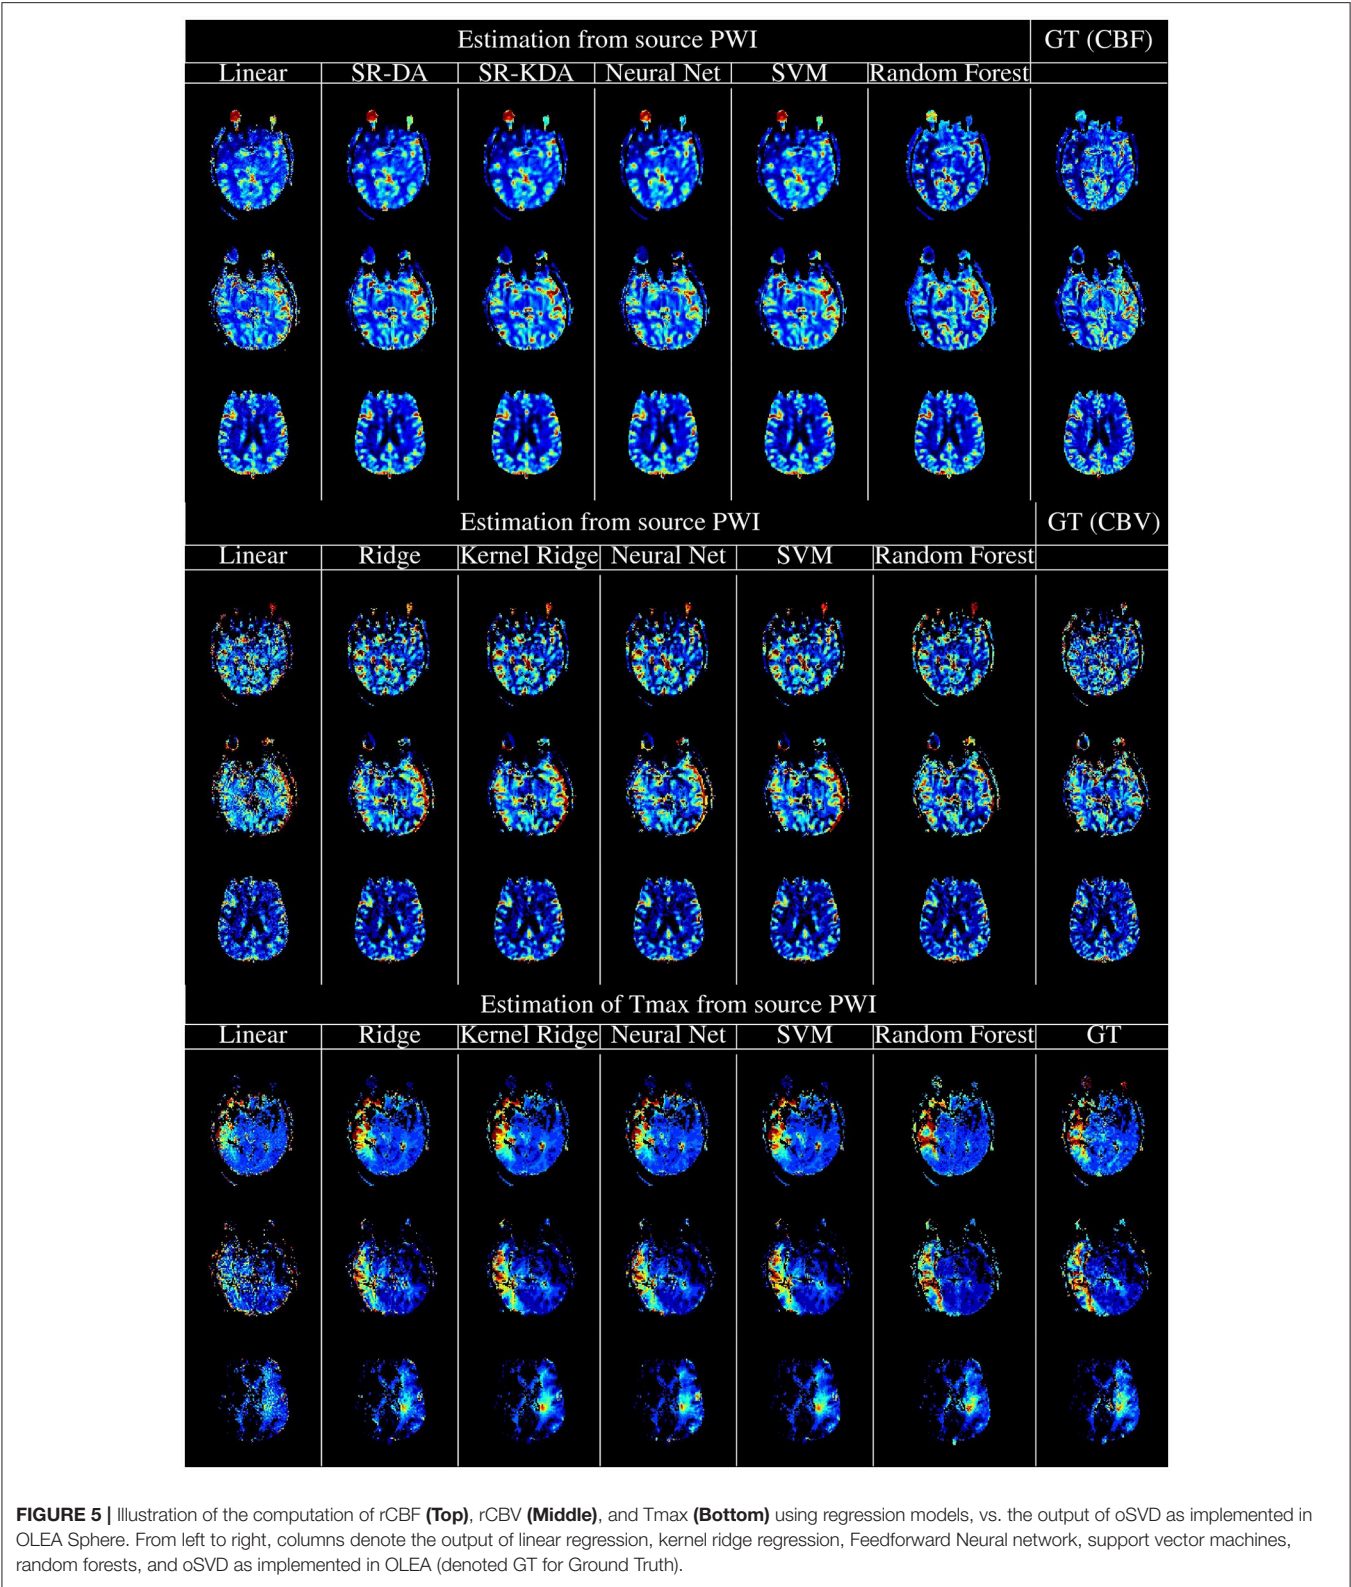 Estimation from source PWI GT (CBF)
Linear SR-DA SR-KDA Neural Net SVM Random Forest
Estimation from source PWI GT (CBV)
Linear Ridge Kernel Ridge Neural Net SVM Random Forest
Estimation of Tmax from source PWI
Linear Ridge Kernel Ridge Neural Net SVM Random Forest GT
FIGURE 5 | Illustration of the computation of rCBF (Top), rCBV (Middle), and Tmax (Bottom) using regression models, vs. the output of oSVD as implemented in
OLEA Sphere. From left to right, columns denote the output of linear regression, kernel ridge regression, Feedforward Neural network, support vector machines,
random forests, and oSVD as implemented in OLEA (denoted GT for Ground Truth).